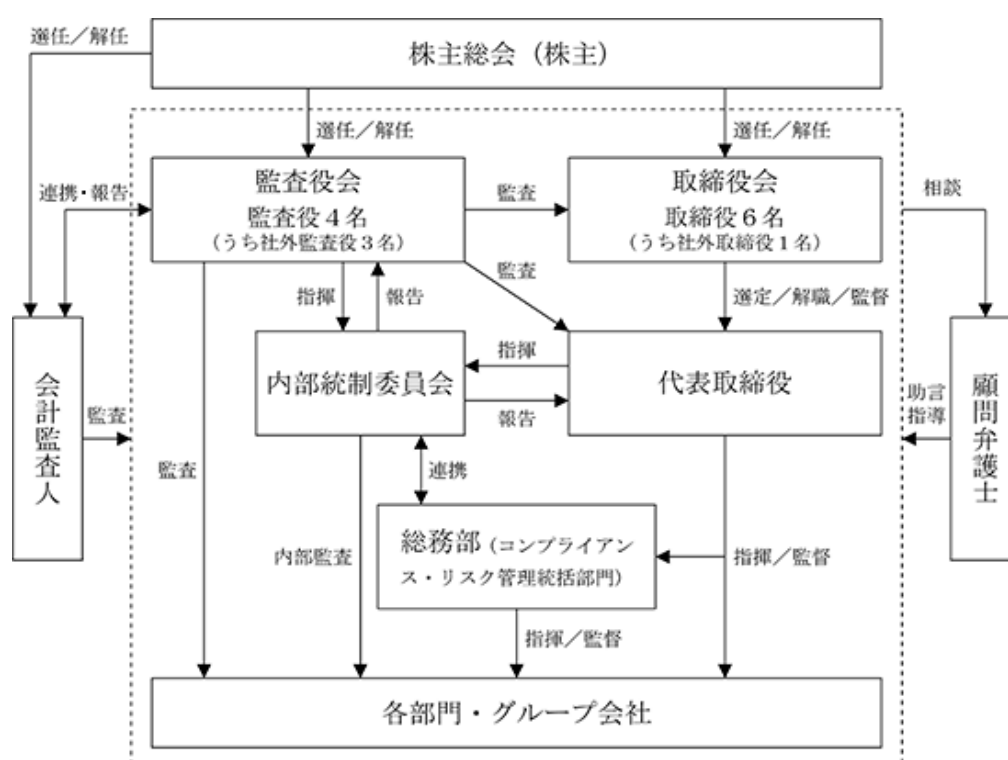 選任／解任
株主総会（株主）
選任／解任
選任／解任
連携・報告
監査役会
監査役４名
（うち社外監査役３名）
監査
取締役会
取締役６名
（うち社外取締役１名）
相談
監査
指揮
報告
選定／解職／監督
会計監査人
監査
内部統制委員会
指揮
報告
代表取締役
助言
指導
顧問弁護士
監査
連携
内部監査
総務部（コンプライアン
ス・リスク管理統括部門）
指揮／監督
指揮／監督
各部門・グループ会社